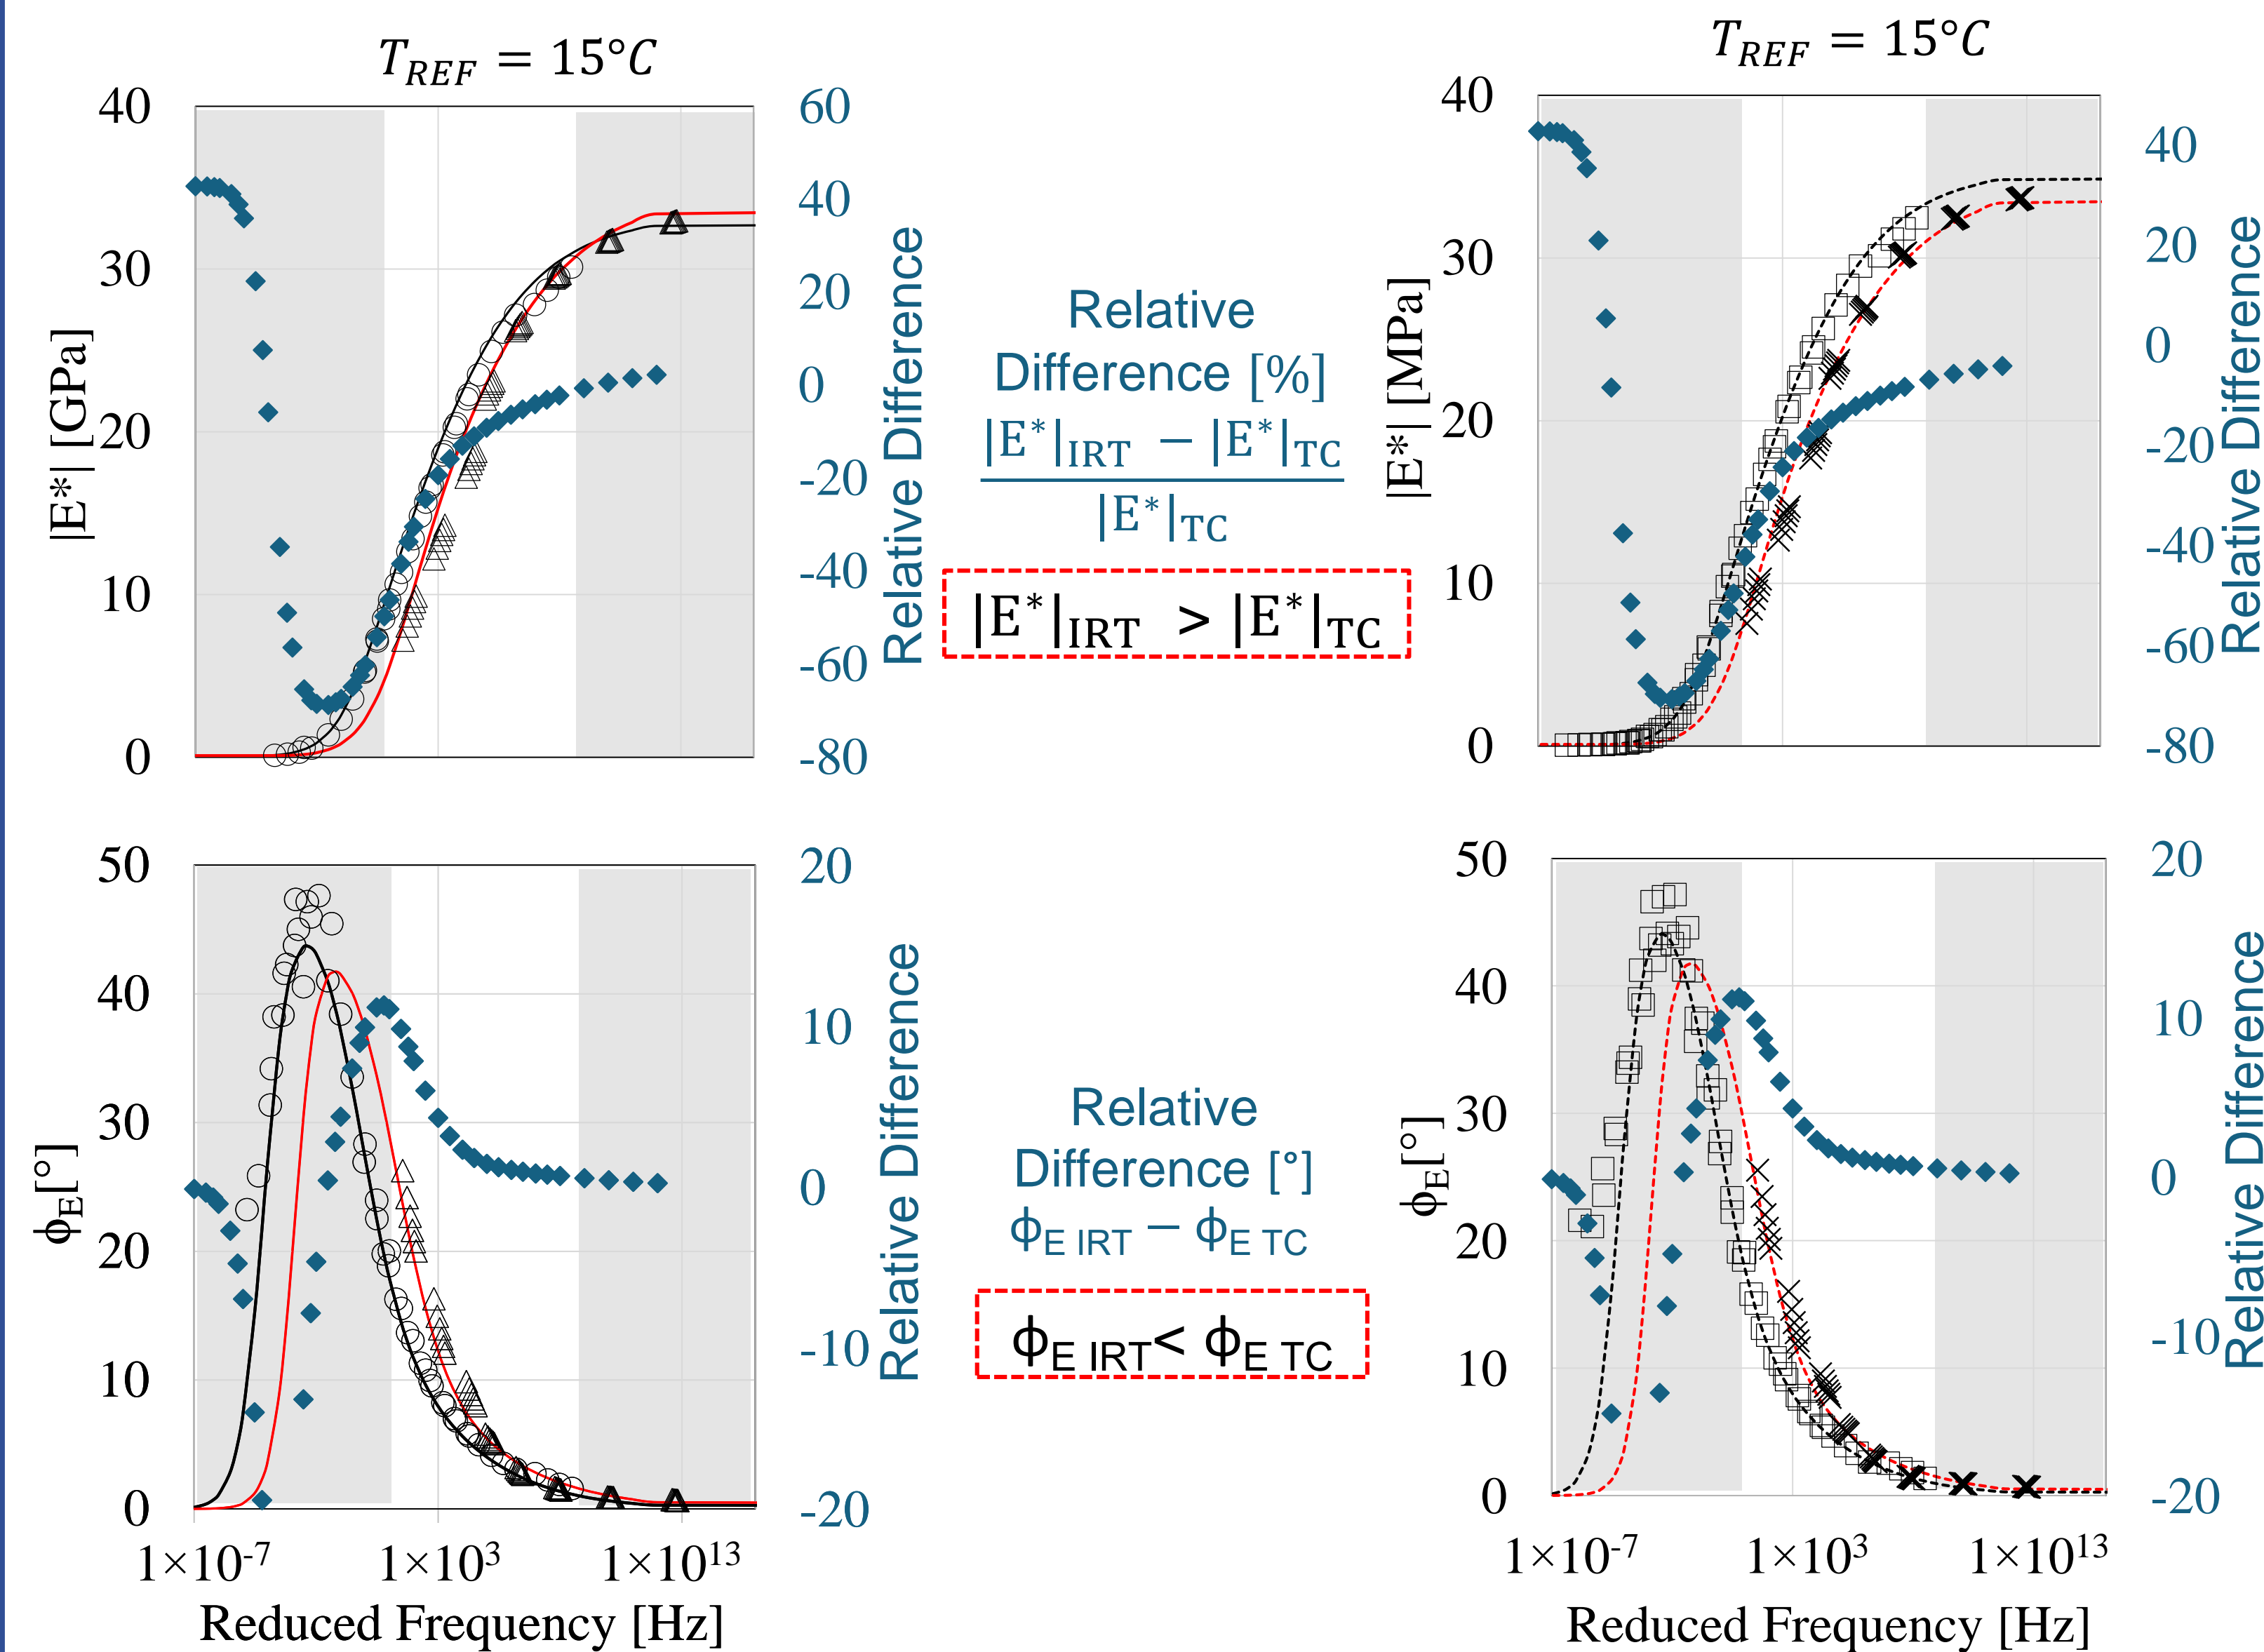 T_REF = 15°C
40
30
20
10
0
|E*| [GPa]
60
40
20
0
-20
-40
-60
-80
Relative Difference
Relative
Difference [%]
|E*|IRT − |E*|TC
|E*|TC
|E*|IRT > |E*|TC
T_REF = 15°C
40
30
20
10
0
|E*| [MPa]
40
20
0
-20
-40
-60
-80
Relative Difference
50
40
30
20
10
0
ϕE[°]
20
10
0
-10
-20
Relative Difference
1×10-7
1×10³
1×10¹³
Reduced Frequency [Hz]
Relative
Difference [°]
ϕE IRT − ϕE TC
ϕE IRT< ϕE TC
50
40
30
20
10
0
ϕE[°]
20
10
0
-10
-20
Relative Difference
1×10-7
1×10³
1×10¹³
Reduced Frequency [Hz]